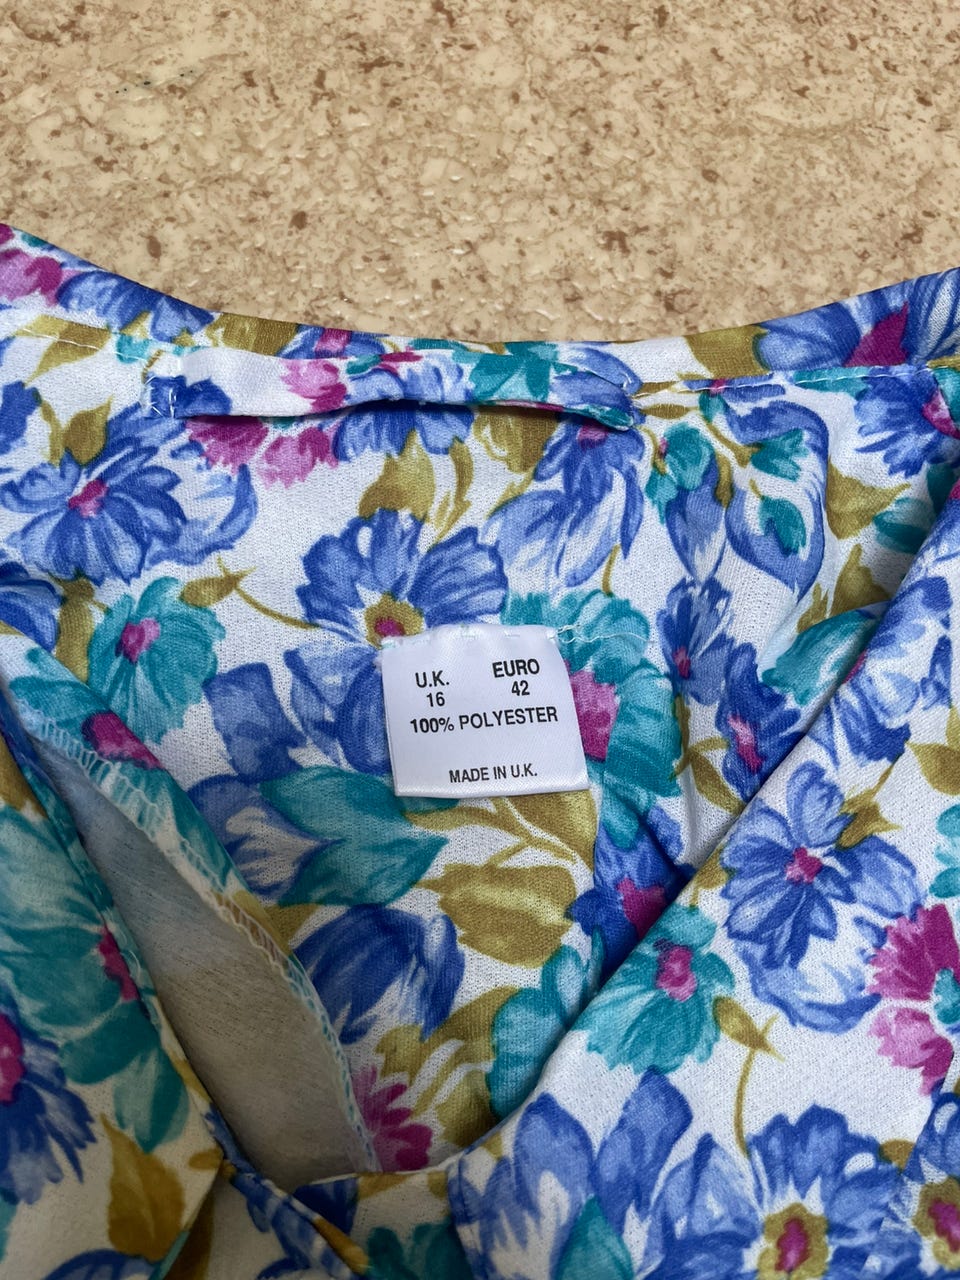 U.K. EURO
16 42
100% POLYESTER
MADE IN U.K.